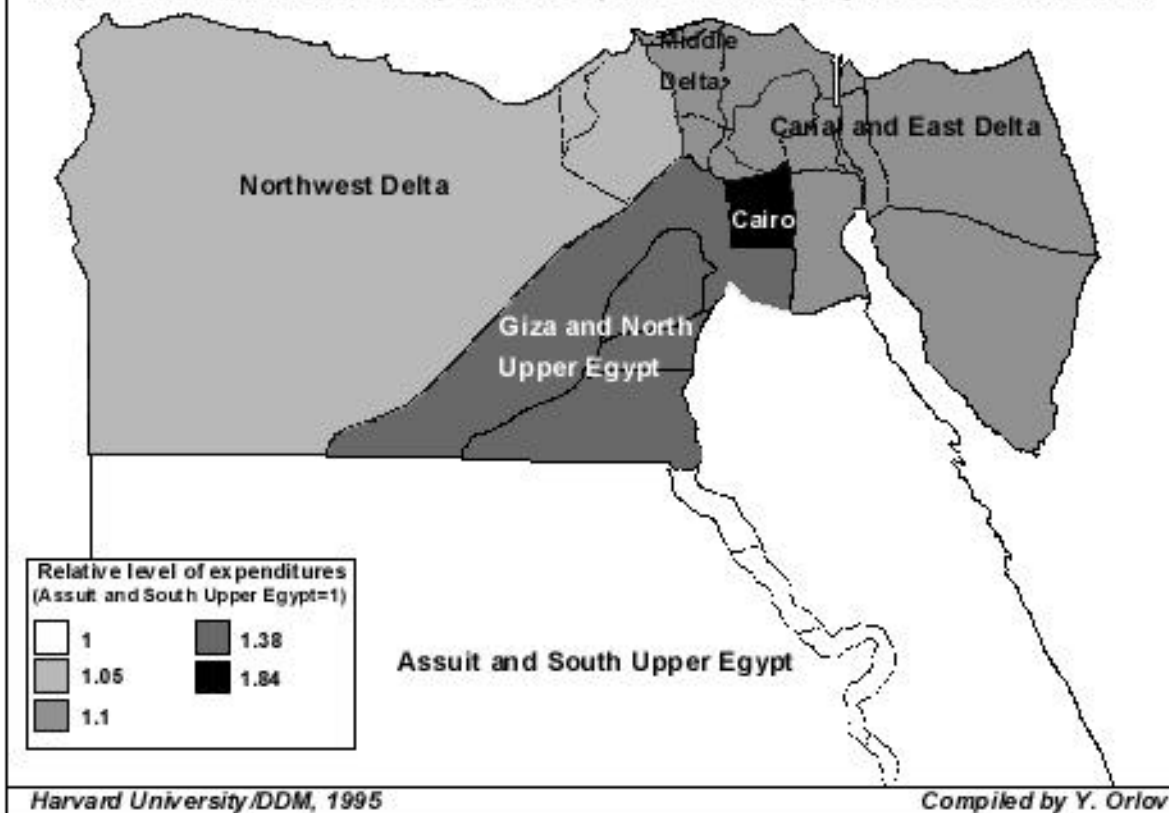 Middle
Delta
Canal and East Delta
Northwest Delta
Cairo
Giza and North
Upper Egypt
Relative level of expenditures
(Assuit and South Upper Egypt=1)
1
1.38
1.05
1.84
1.1
Assuit and South Upper Egypt
Harvard University/DDM, 1995
Compiled by Y. Orlov